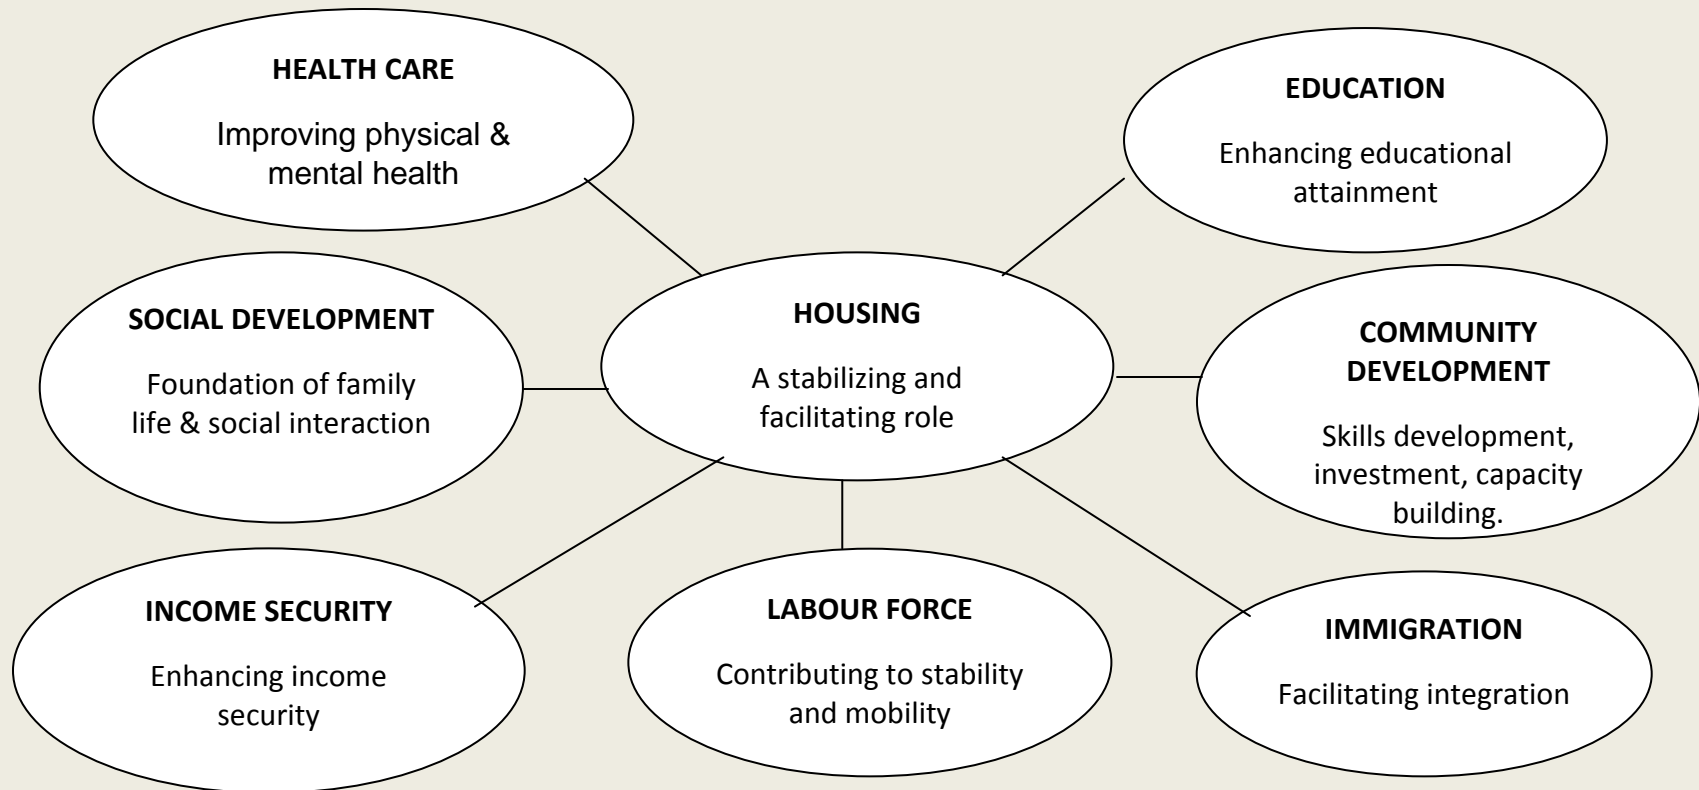 HEALTH CARE
Improving physical &
mental health
EDUCATION
Enhancing educational
attainment
SOCIAL DEVELOPMENT
Foundation of family
life & social interaction
HOUSING
A stabilizing and
facilitating role
COMMUNITY
DEVELOPMENT
Skills development,
investment, capacity
building.
INCOME SECURITY
Enhancing income
security
LABOUR FORCE
Contributing to stability
and mobility
IMMIGRATION
Facilitating integration